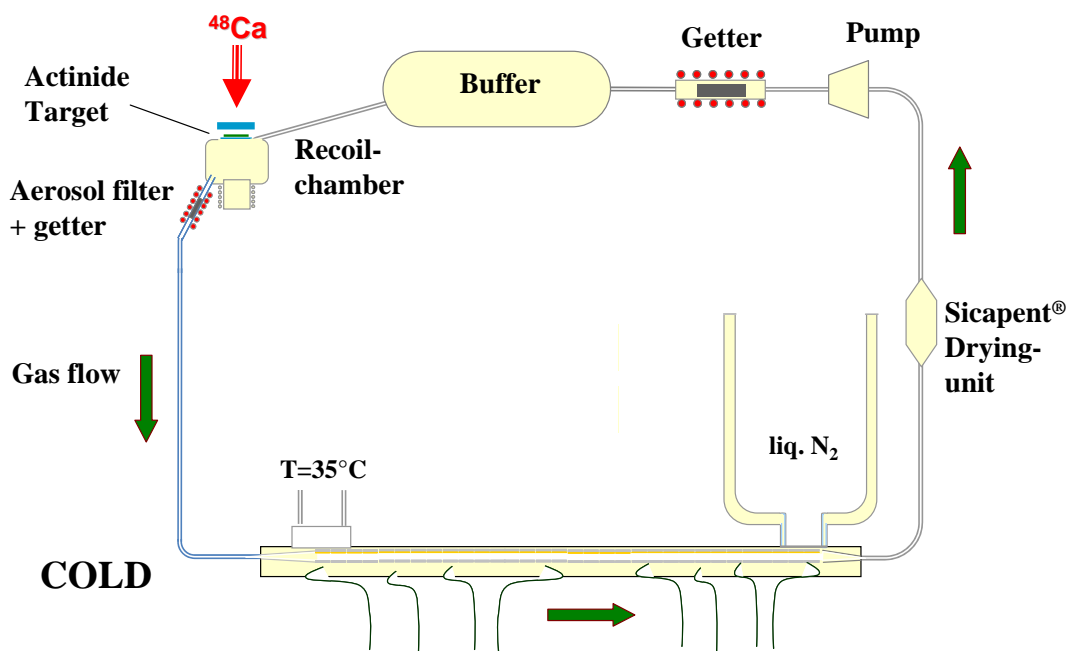 ⁴⁸Ca
Actinide
Target
Buffer
Getter
Pump
Recoil-
chamber
Aerosol filter
+ getter
Sicapent®
Drying-
unit
Gas flow
liq. N₂
T=35°C
COLD